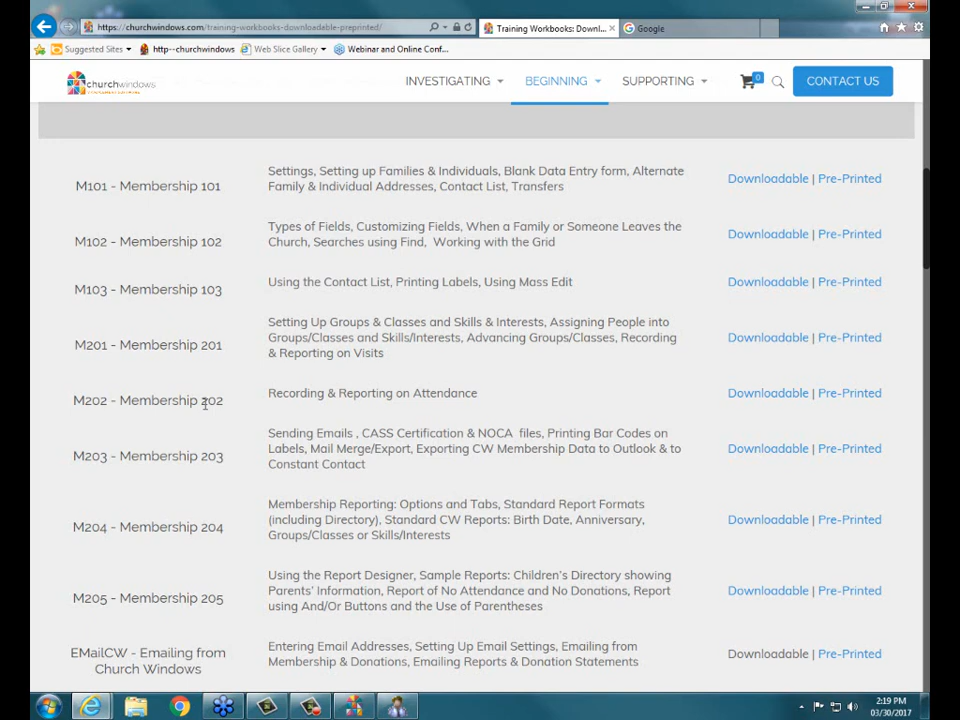 https://churchwindows.com/training-workbooks-downloadable-preprinted/
Training Workbooks: Downl...
Google
Suggested Sites
http--churchwindows
Web Slice Gallery
Webinar and Online Conf...
churchwindows
INVESTIGATING
BEGINNING
SUPPORTING
0
CONTACT US
M101 - Membership 101
Settings, Setting up Families & Individuals, Blank Data Entry form, Alternate
Family & Individual Addresses, Contact List, Transfers
Downloadable | Pre-Printed
M102 - Membership 102
Types of Fields, Customizing Fields, When a Family or Someone Leaves the
Church, Searches using Find, Working with the Grid
Downloadable | Pre-Printed
M103 - Membership 103
Using the Contact List, Printing Labels, Using Mass Edit
Downloadable | Pre-Printed
M201 - Membership 201
Setting Up Groups & Classes and Skills & Interests, Assigning People into
Groups/Classes and Skills/Interests, Advancing Groups/Classes, Recording
& Reporting on Visits
Downloadable | Pre-Printed
M202 - Membership 202
Recording & Reporting on Attendance
Downloadable | Pre-Printed
M203 - Membership 203
Sending Emails , CASS Certification & NOCA files, Printing Bar Codes on
Labels, Mail Merge/Export, Exporting CW Membership Data to Outlook & to
Constant Contact
Downloadable | Pre-Printed
M204 - Membership 204
Membership Reporting: Options and Tabs, Standard Report Formats
(including Directory), Standard CW Reports: Birth Date, Anniversary,
Groups/Classes or Skills/Interests
Downloadable | Pre-Printed
M205 - Membership 205
Using the Report Designer, Sample Reports: Children's Directory showing
Parents' Information, Report of No Attendance and No Donations, Report
using And/Or Buttons and the Use of Parentheses
Downloadable | Pre-Printed
EMailCW - Emailing from
Church Windows
Entering Email Addresses, Setting Up Email Settings, Emailing from
Membership & Donations, Emailing Reports & Donation Statements
Downloadable | Pre-Printed
2:19 PM
03/30/2017